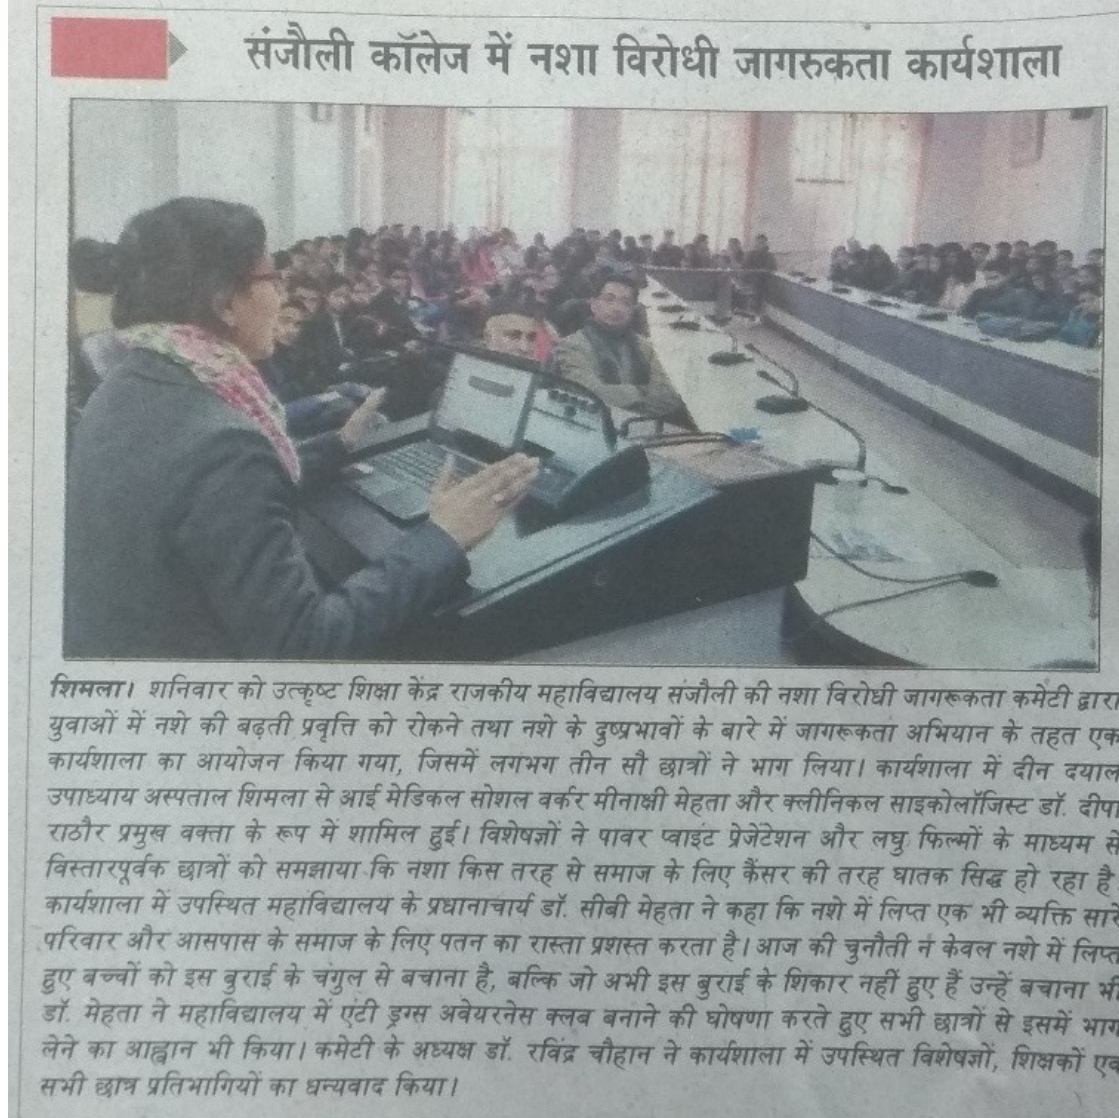 संजौली कॉलेज में नशा विरोधी जागरुकता कार्यशाला
शिमला। शनिवार को उत्कृष्ट शिक्षा केंद्र राजकीय महाविद्यालय संजौली की नशा विरोधी जागरूकता कमेटी द्वारा
युवाओं में नशे की बढ़ती प्रवृत्ति को रोकने तथा नशे के दुष्प्रभावों के बारे में जागरूकता अभियान के तहत एक
कार्यशाला का आयोजन किया गया, जिसमें लगभग तीन सौ छात्रों ने भाग लिया। कार्यशाला में दीन दयाल
उपाध्याय अस्पताल शिमला से आई मेडिकल सोशल वर्कर मीनाक्षी मेहता और क्लीनिकल साइकोलॉजिस्ट डॉ. दीपा
राठौर प्रमुख वक्ता के रूप में शामिल हुई। विशेषज्ञों ने पावर प्वाइंट प्रेजेंटेशन और लघु फिल्मों के माध्यम से
विस्तारपूर्वक छात्रों को समझाया कि नशा किस तरह से समाज के लिए कैंसर की तरह घातक सिद्ध हो रहा है
कार्यशाला में उपस्थित महाविद्यालय के प्रधानाचार्य डॉ. सीबी मेहता ने कहा कि नशे में लिप्त एक भी व्यक्ति
परिवार और आसपास के समाज के लिए पतन का रास्ता प्रशस्त करता है। आज की चुनौती न केवल नशे में लिप्त
हुए बच्चों को इस बुराई के चंगुल से बचाना है, बल्कि जो अभी इस बुराई के शिकार नहीं हुए हैं उन्हें बचाना भी
डॉ. मेहता ने महाविद्यालय में एंटी ड्रग्स अवेयरनेस क्लब बनाने की घोषणा करते हुए सभी छात्रों से इसमें
लेने का आह्वान भी किया। कमेटी के अध्यक्ष डॉ. रविंद्र चौहान ने कार्यशाला में उपस्थित विशेषज्ञों, शिक्षकों एवं
सभी छात्र प्रतिभागियों का धन्यवाद किया।